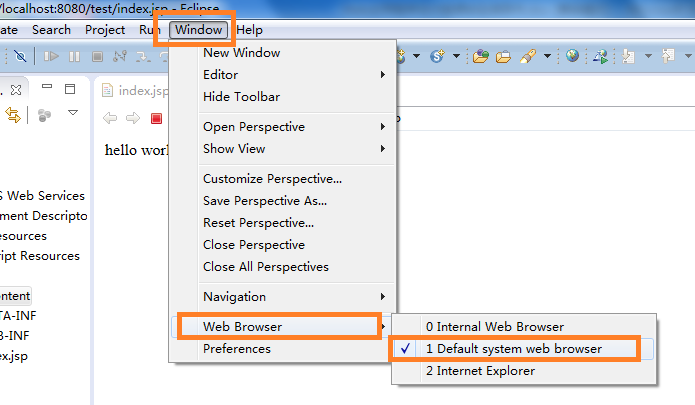 /localhost:8080/test/index.jsp - Eclipse
ate Search Project Run Window Help
New Window
Editor
Hide Toolbar
Open Perspective
Show View
Customize Perspective...
Save Perspective As...
Reset Perspective...
Close Perspective
Close All Perspectives
Navigation
Web Browser
Preferences
0 Internal Web Browser
1 Default system web browser
2 Internet Explorer
index.jsp
hello worl
S Web Services
ment Descripto
esources
ript Resources
ontent
TA-INF
B-INF
ex.jsp